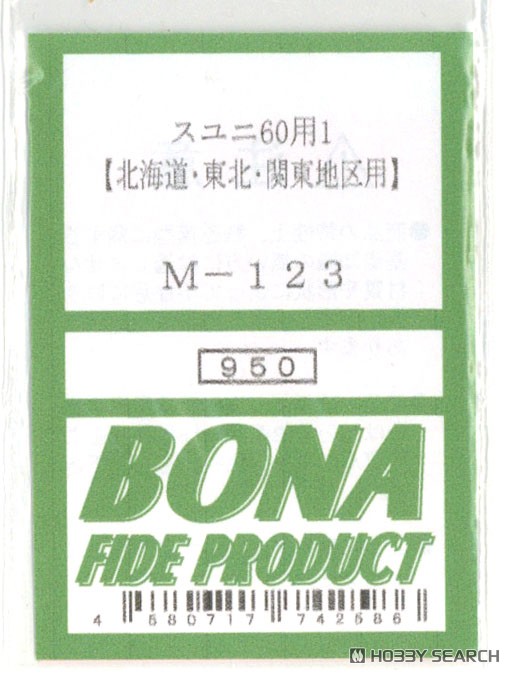 スユニ60用1
【北海道・東北・関東地区用】
M－123
950
BONA
FIDE PRODUCT
4 580717 742586
HOBBY SEARCH